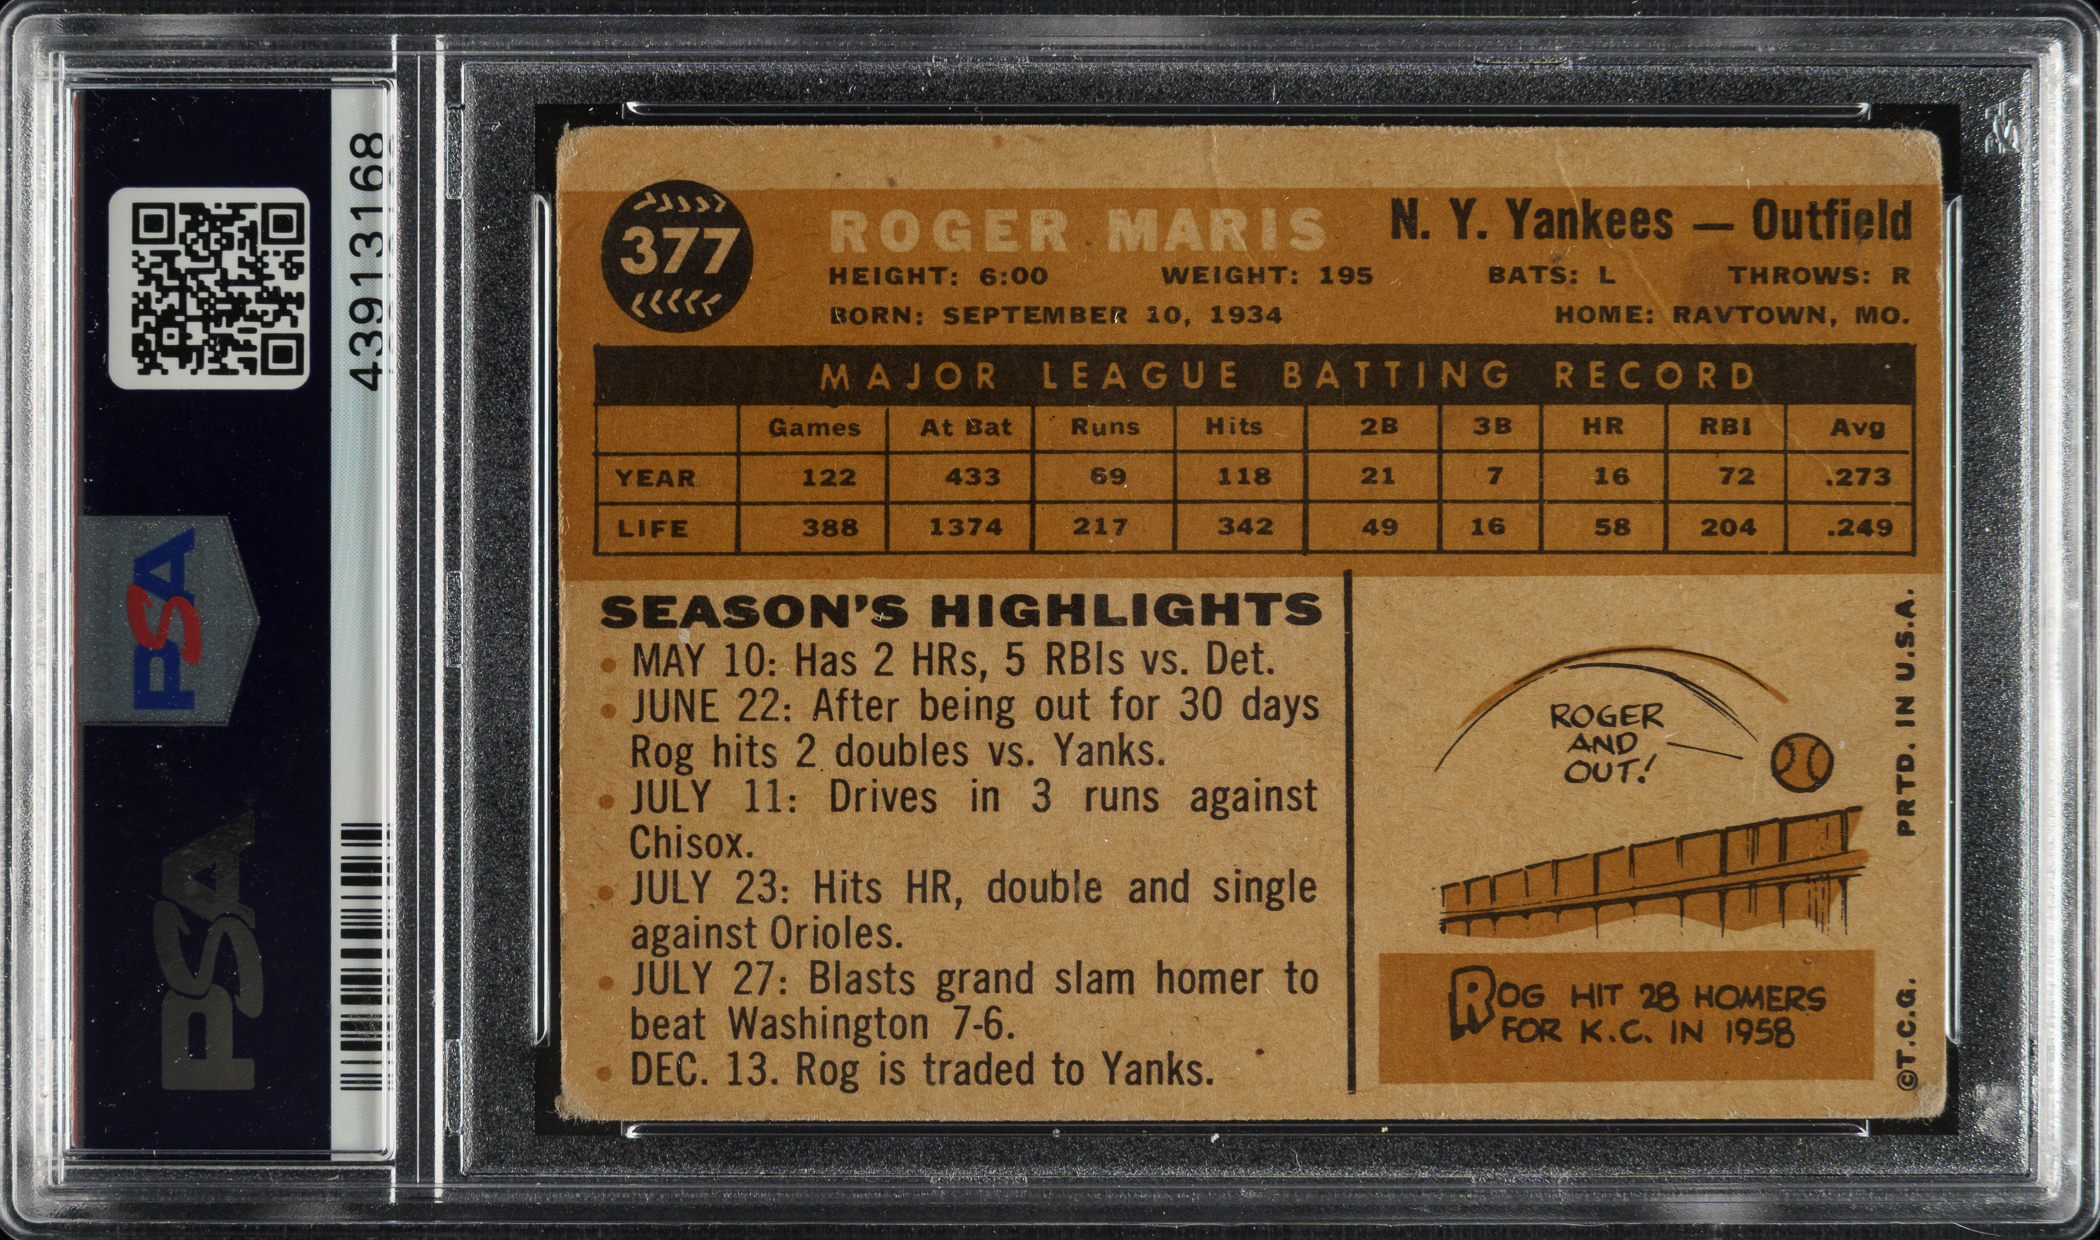 43913168
PSA
PSA
377
ROGER MARIS
N. Y. Yankees — Outfield
HEIGHT: 6:00 WEIGHT: 195 BATS: L THROWS: R
BORN: SEPTEMBER 10, 1934 HOME: RAVTOWN, MO.
MAJOR LEAGUE BATTING RECORD
Games At Bat Runs Hits 2B 3B HR RBI Avg
YEAR 122 433 69 118 21 7 16 72 .273
LIFE 388 1374 217 342 49 16 58 204 .249
SEASON'S HIGHLIGHTS
• MAY 10: Has 2 HRs, 5 RBIs vs. Det.
• JUNE 22: After being out for 30 days
Rog hits 2 doubles vs. Yanks.
• JULY 11: Drives in 3 runs against
Chisox.
• JULY 23: Hits HR, double and single
against Orioles.
• JULY 27: Blasts grand slam homer to
beat Washington 7-6.
• DEC. 13. Rog is traded to Yanks.
ROGER
AND
OUT!
ROG HIT 28 HOMERS
FOR K.C. IN 1958
©T.C.G. PRTD. IN U.S.A.